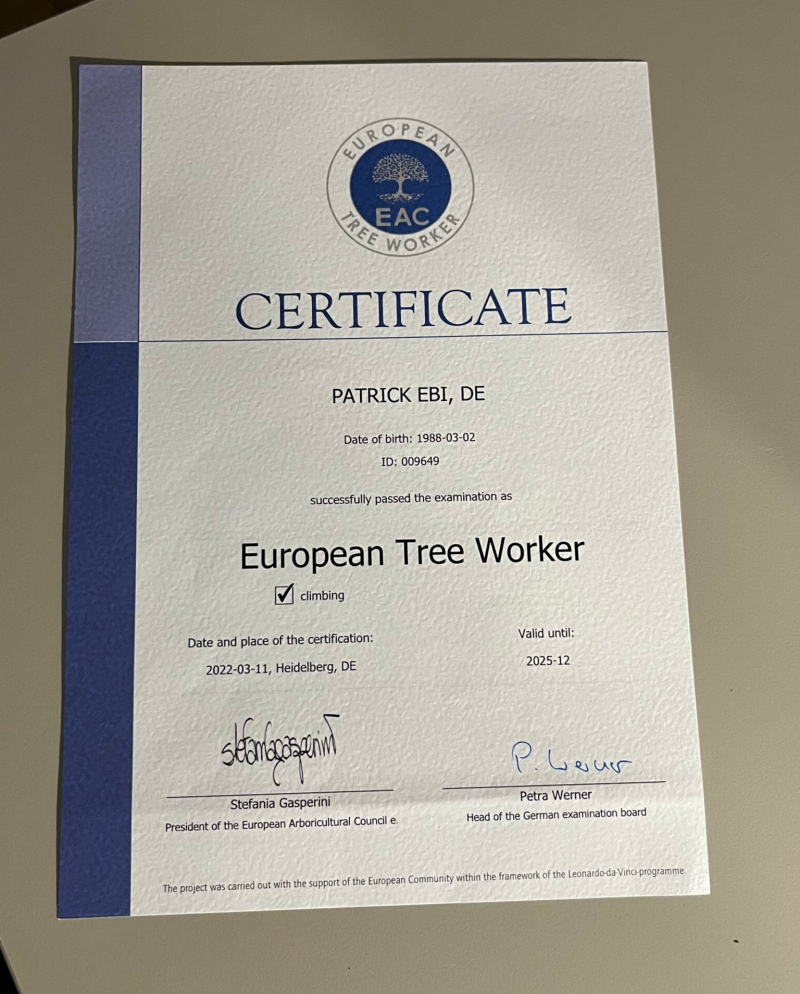 EUROPEAN
EAC
TREE WORKER
CERTIFICATE
PATRICK EBI, DE
Date of birth: 1988-03-02
ID: 009649
successfully passed the examination as
European Tree Worker
climbing
Date and place of the certification:
2022-03-11, Heidelberg, DE
Valid until:
2025-12
stefaniagasperini
P. Werner
Stefania Gasperini
President of the European Arboricultural Council e.
Petra Werner
Head of the German examination board
The project was carried out with the support of the European Community within the framework of the Leonardo-da-Vinci-programme.